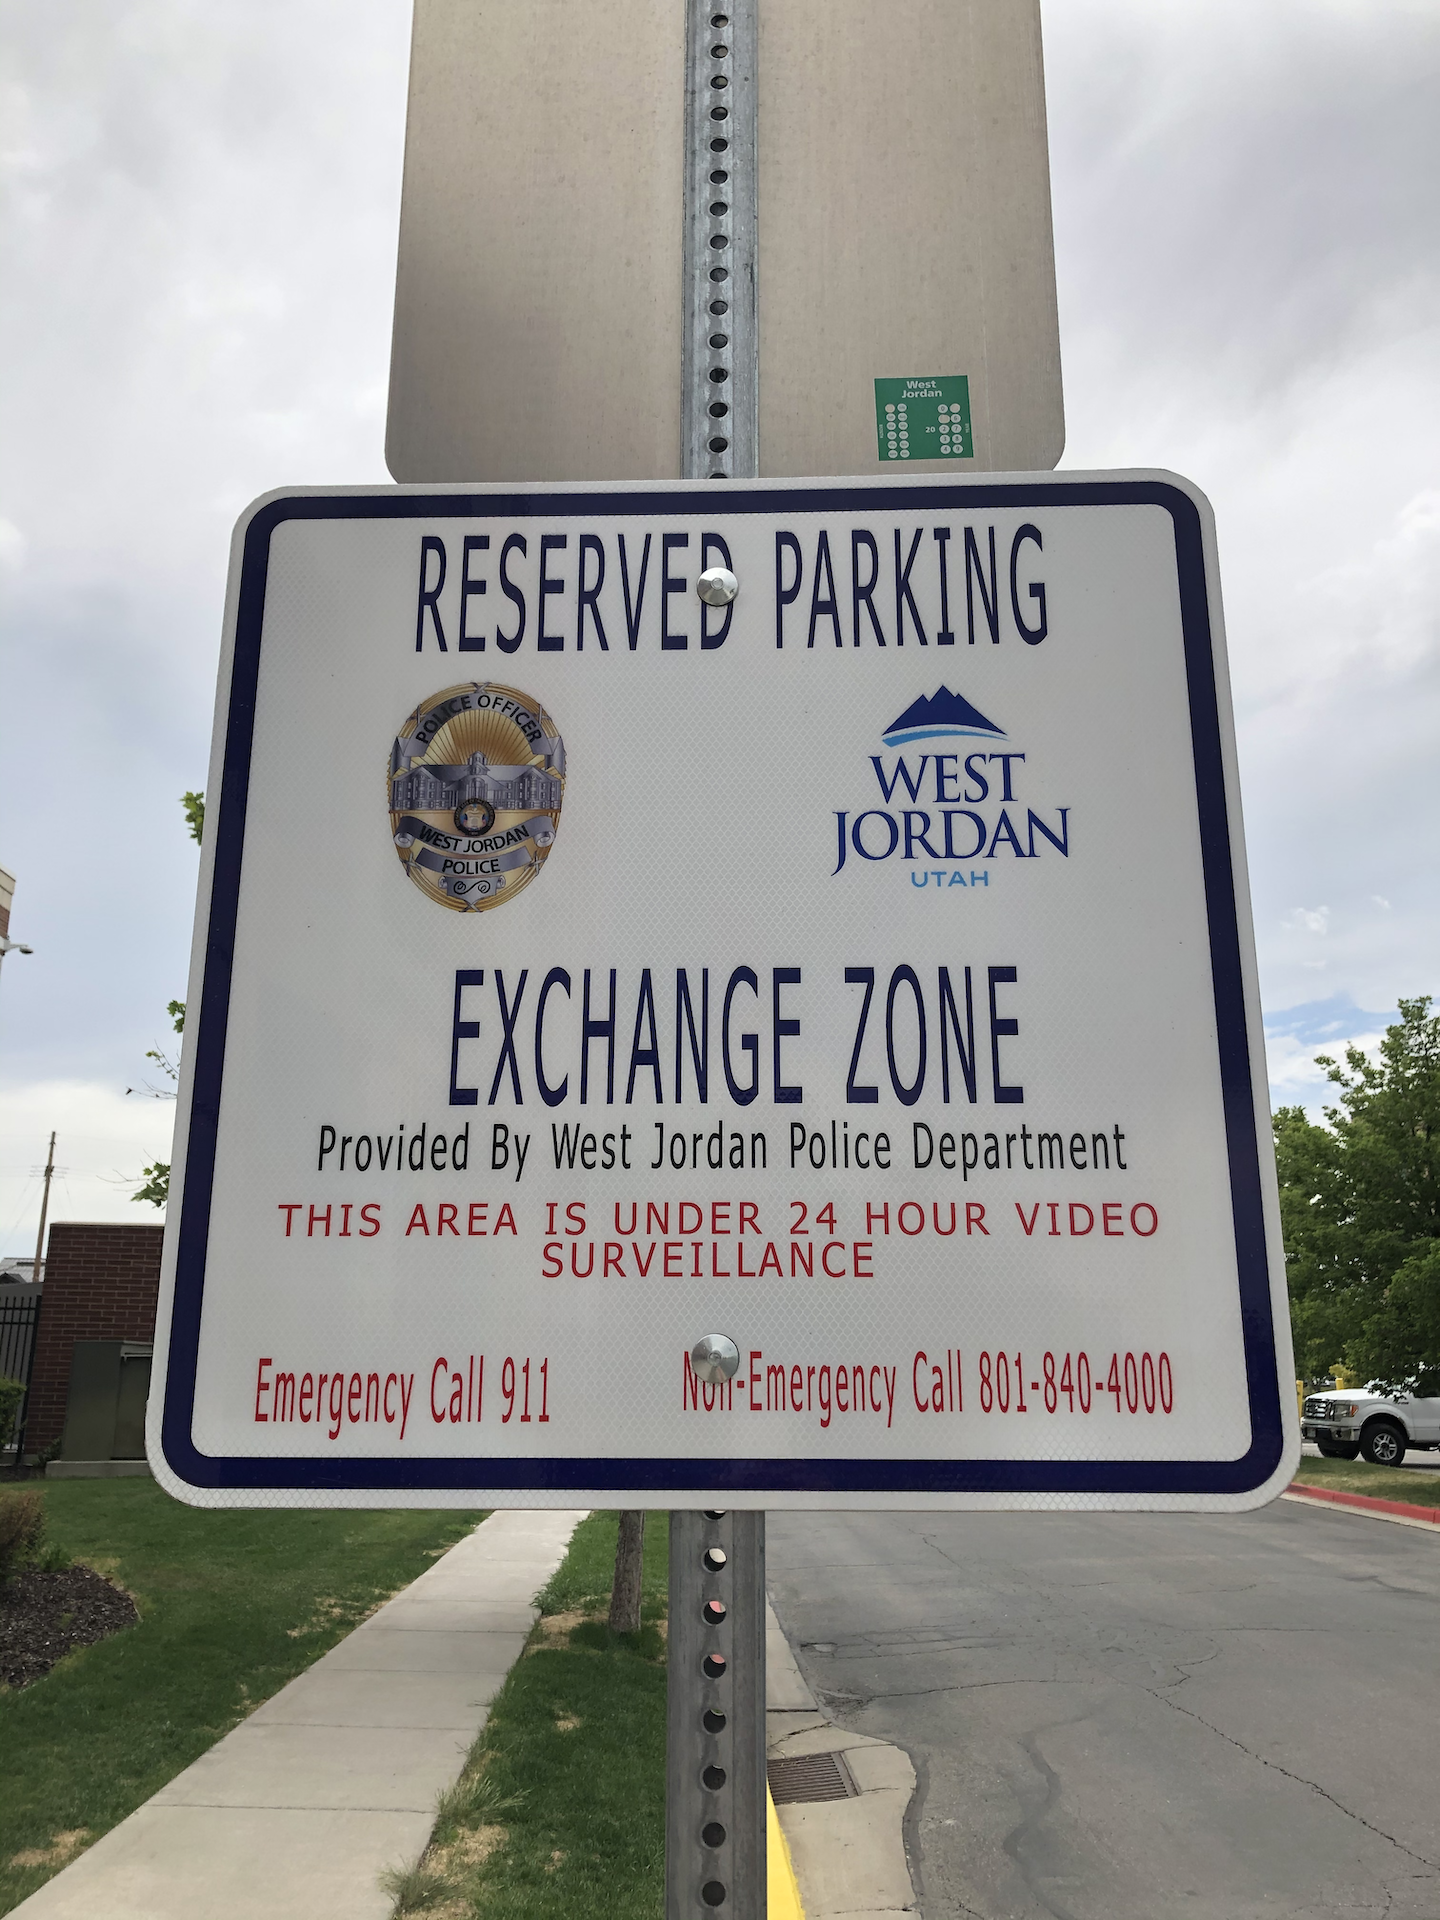 West
Jordan
20
RESERVED PARKING
POLICE OFFICER
WEST JORDAN
POLICE
WEST
JORDAN
UTAH
EXCHANGE ZONE
Provided By West Jordan Police Department
THIS AREA IS UNDER 24 HOUR VIDEO
SURVEILLANCE
Emergency Call 911
Non-Emergency Call 801-840-4000